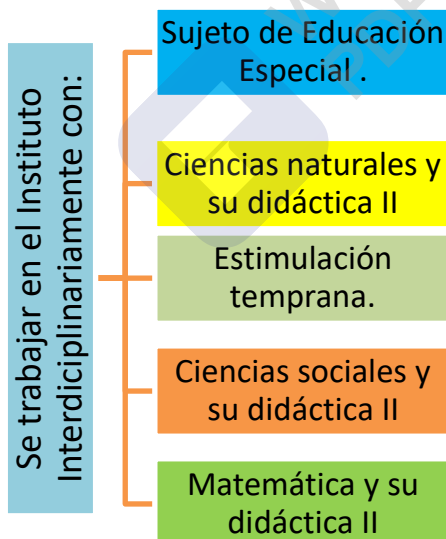 Se trabajar en el Instituto
Interdiciplinariamente con:
Sujeto de Educación
Especial .
Ciencias naturales y
su didáctica II
Estimulación
temprana.
Ciencias sociales y
su didáctica II
Matemática y su
didáctica II